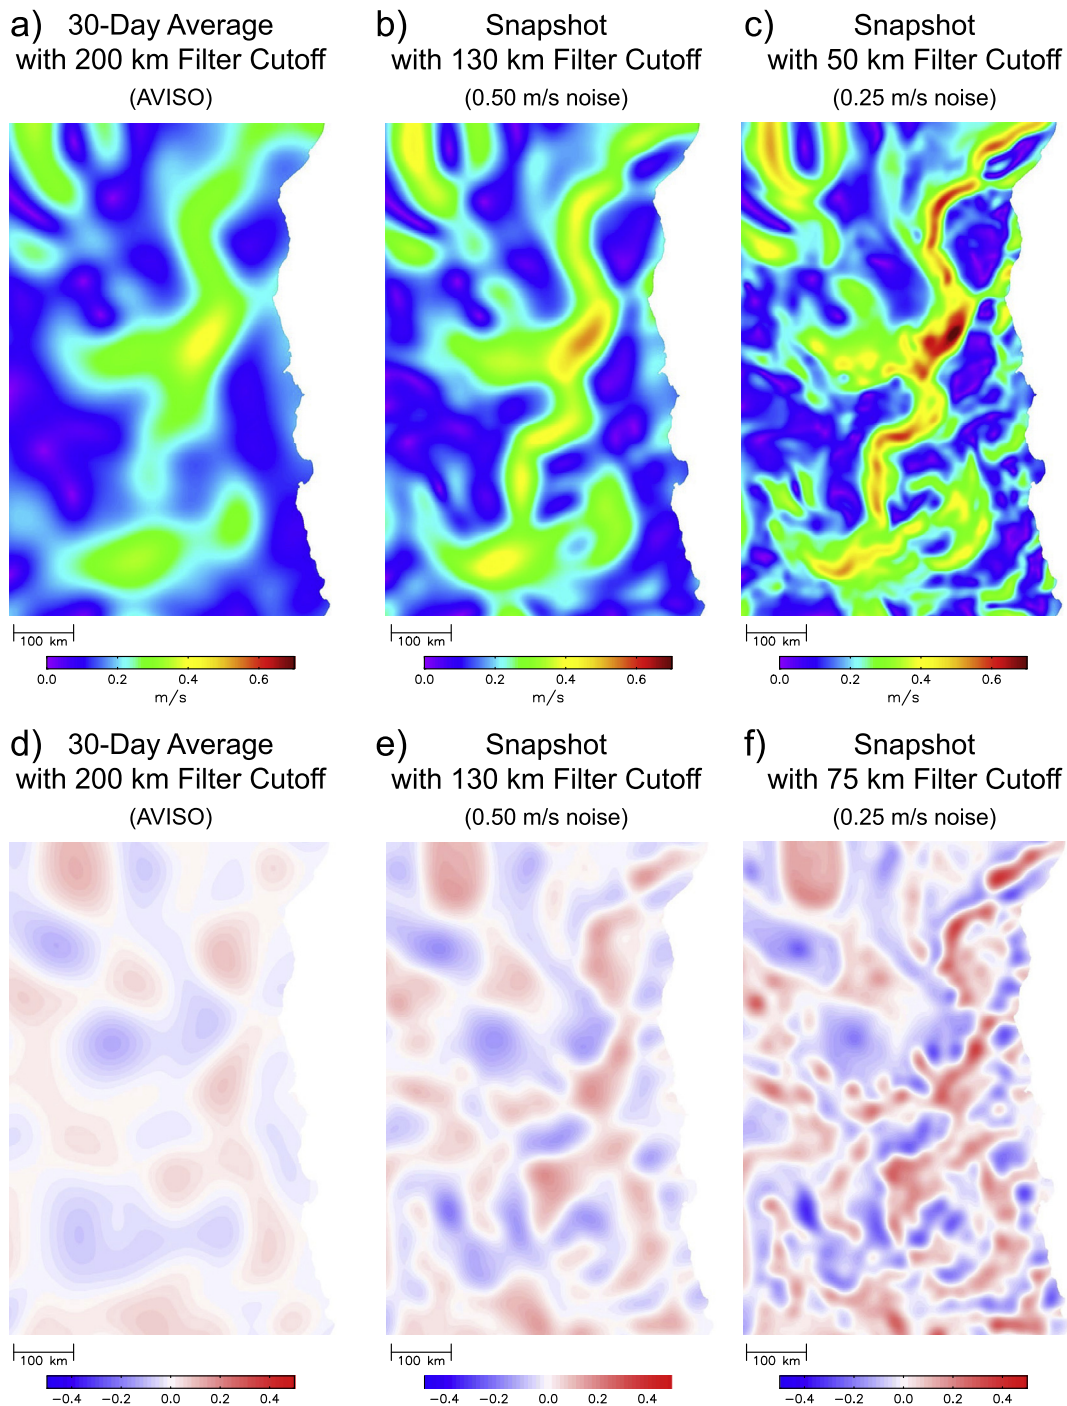 a) 30-Day Average
with 200 km Filter Cutoff
(AVISO)
b) Snapshot
with 130 km Filter Cutoff
(0.50 m/s noise)
c) Snapshot
with 50 km Filter Cutoff
(0.25 m/s noise)
100 km
0.0 0.2 0.4 0.6
m/s
100 km
0.0 0.2 0.4 0.6
m/s
100 km
0.0 0.2 0.4 0.6
m/s
d) 30-Day Average
with 200 km Filter Cutoff
(AVISO)
e) Snapshot
with 130 km Filter Cutoff
(0.50 m/s noise)
f) Snapshot
with 75 km Filter Cutoff
(0.25 m/s noise)
100 km
−0.4 −0.2 0.0 0.2 0.4
100 km
−0.4 −0.2 0.0 0.2 0.4
100 km
−0.4 −0.2 0.0 0.2 0.4